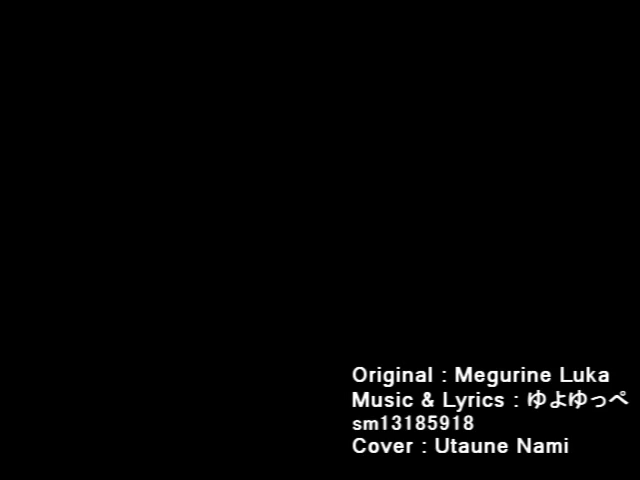 Original : Megurine Luka
Music & Lyrics : ゆよゆっぺ
sm13185918
Cover : Utaune Nami